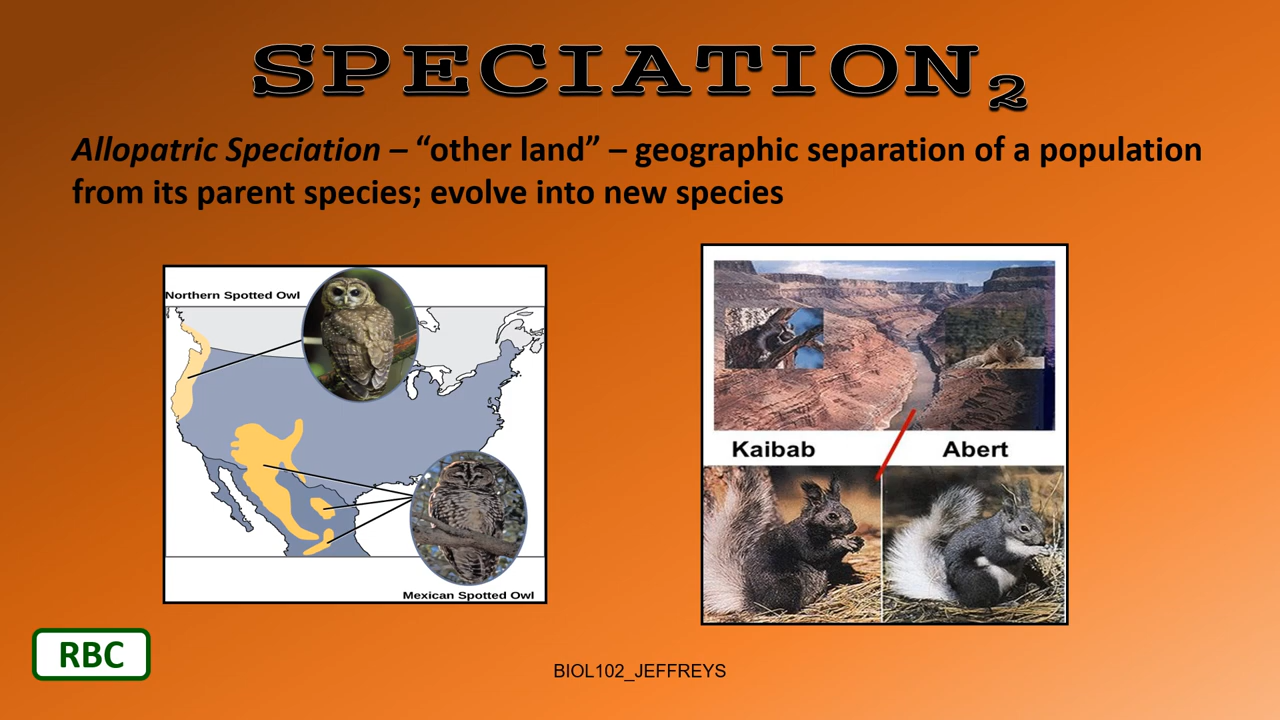 SPECIATION2
Allopatric Speciation – “other land” – geographic separation of a population
from its parent species; evolve into new species
Northern Spotted Owl
Mexican Spotted Owl
Kaibab
Abert
RBC
BIOL102_JEFFREYS